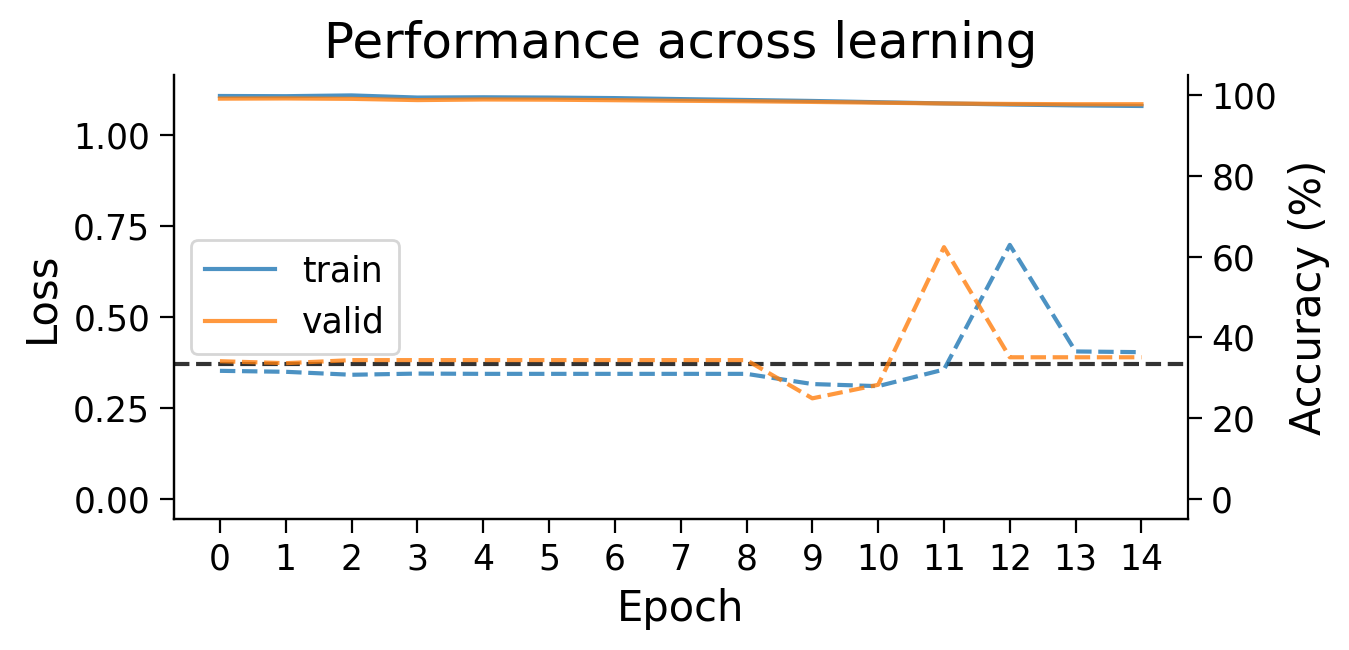 Performance across learning
Loss
1.00
0.75
0.50
0.25
0.00
train
valid
100
80
60
40
20
0
Accuracy (%)
0 1 2 3 4 5 6 7 8 9 10 11 12 13 14
Epoch